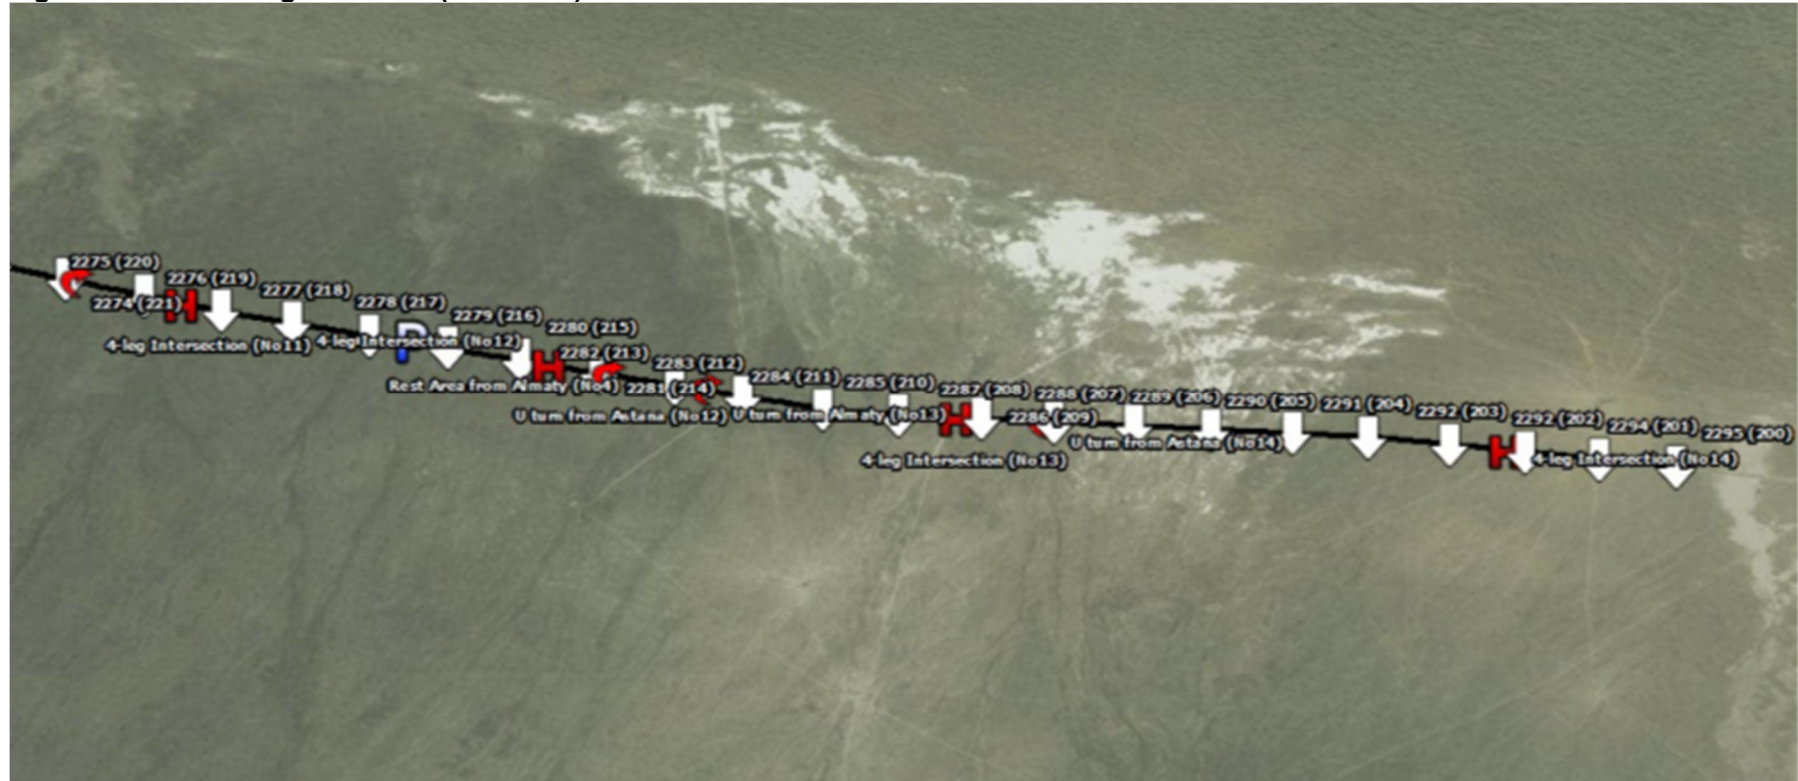 2275 (220)
2274 (221)
2276 (219)
2277 (218)
4-leg Intersection (No11)
2278 (217)
4-leg Intersection (No12)
P
2279 (216)
2280 (215)
Rest Area from Almaty (No4)
H
H
2282 (213)
2281 (214)
2283 (212)
U turn from Astana (No12)
2284 (211)
U turn from Almaty (No13)
2285 (210)
2287 (208)
H
2286 (209)
4-leg Intersection (No13)
2288 (207)
2289 (206)
U turn from Astana (No14)
2290 (205)
2291 (204)
2292 (203)
H
2292 (202)
4-leg Intersection (No14)
2294 (201)
2295 (200)